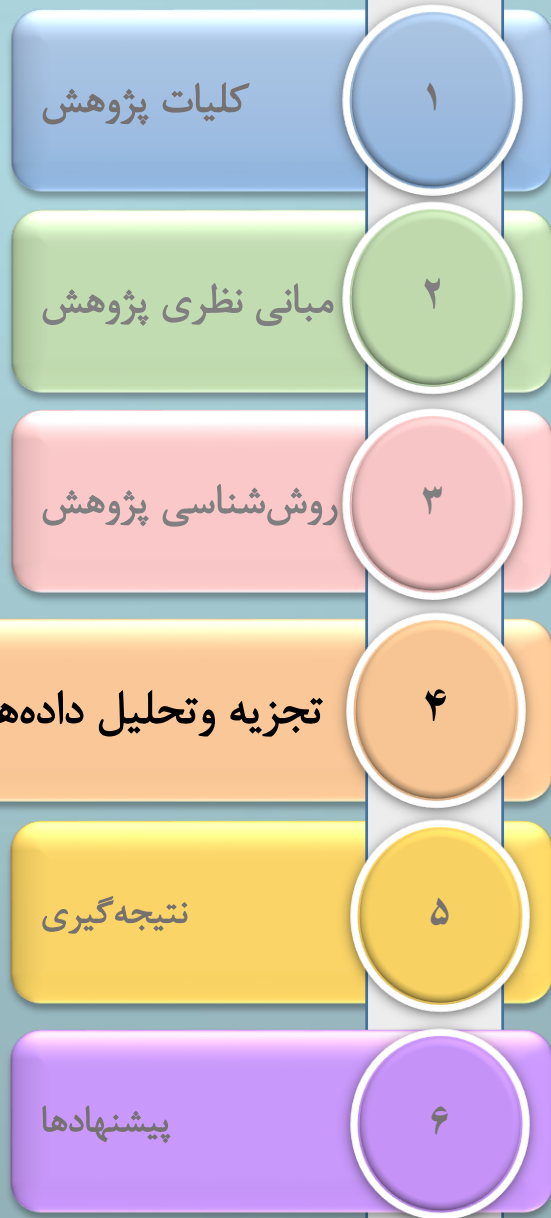 ۱
کلیات پژوهش
۲
مبانی نظری پژوهش
۳
روش‌شناسی پژوهش
۴
تجزیه وتحلیل داده‌ه
۵
نتیجه‌گیری
۶
پیشنهادها